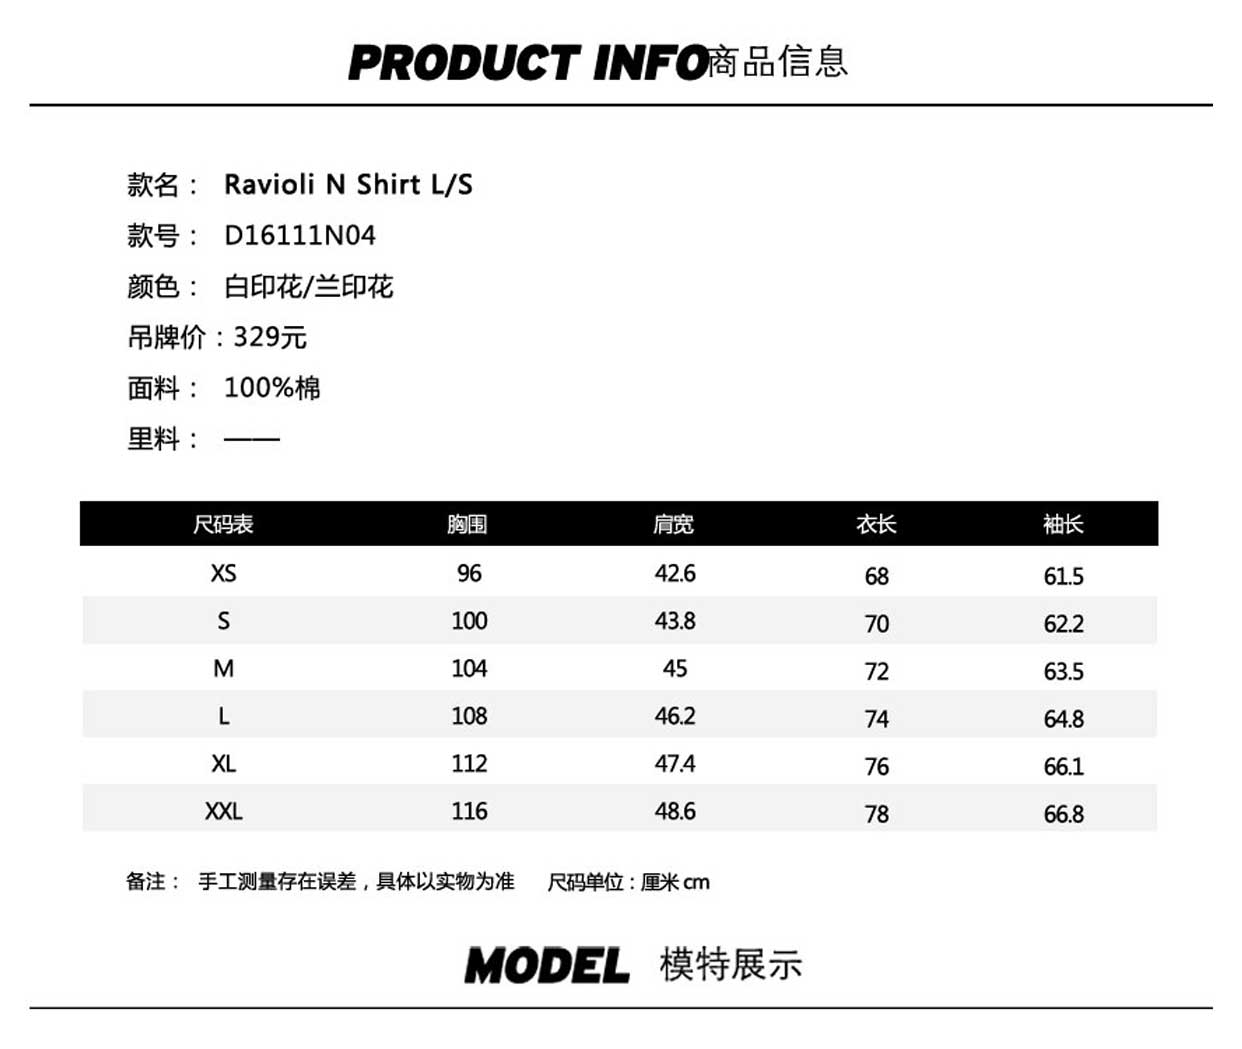 PRODUCT INFO商品信息
款名： Ravioli N Shirt L/S
款号： D16111N04
颜色： 白印花/兰印花
吊牌价：329元
面料： 100%棉
里料： ——
尺码表 胸围 肩宽 衣长 袖长
XS 96 42.6 68 61.5
S 100 43.8 70 62.2
M 104 45 72 63.5
L 108 46.2 74 64.8
XL 112 47.4 76 66.1
XXL 116 48.6 78 66.8
备注： 手工测量存在误差，具体以实物为准 尺码单位：厘米 cm
MODEL 模特展示